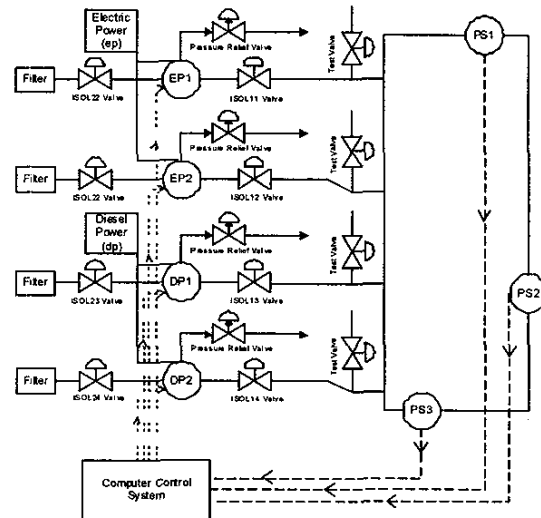 Electric
Power
(ep)
Pressure Relief Valve
Test Valve
PS1
Filter
ISOL22 Valve
EP1
ISOL11 Valve
Pressure Relief Valve
Test Valve
Filter
ISOL22 Valve
EP2
ISOL12 Valve
Diesel
Power
(dp)
Pressure Relief Valve
Test Valve
Filter
ISOL23 Valve
DP1
ISOL13 Valve
PS2
Pressure Relief Valve
Test Valve
Filter
ISOL24 Valve
DP2
ISOL14 Valve
PS3
Computer Control
System